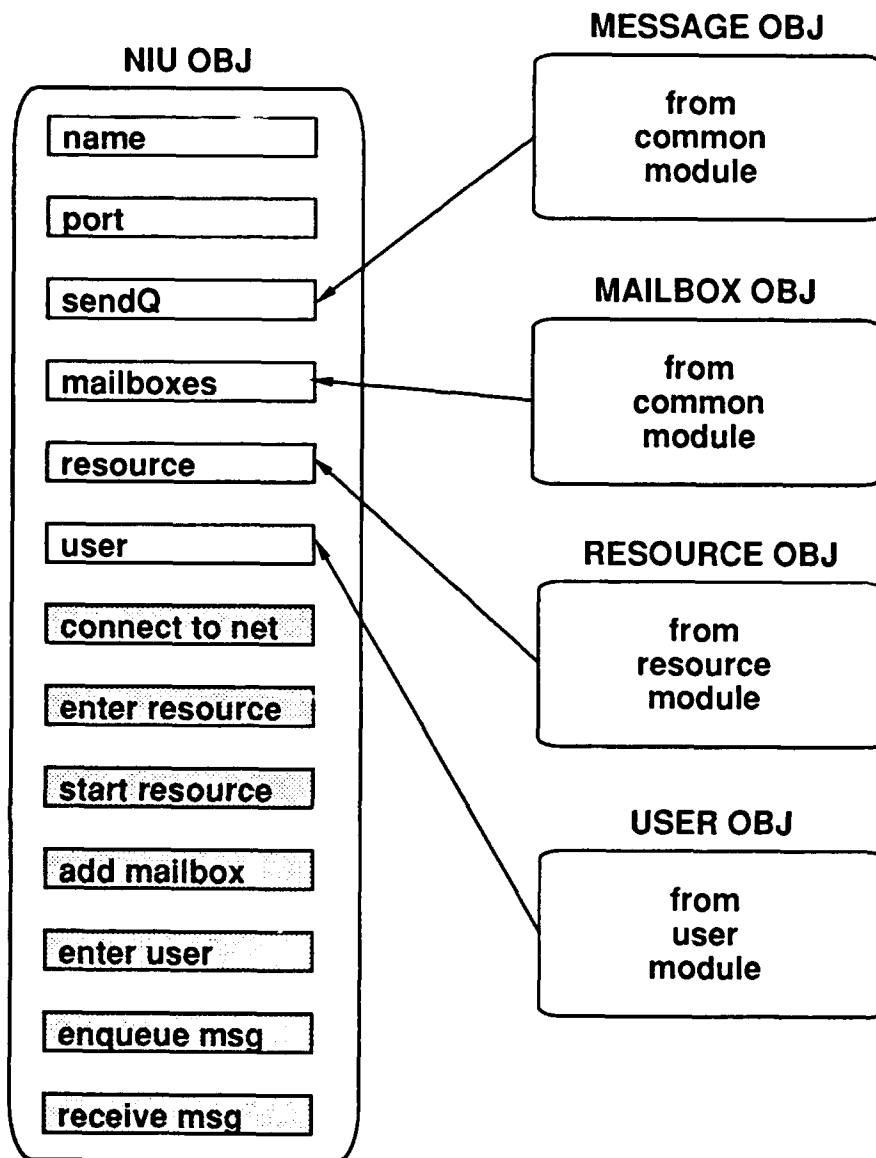 NIU OBJ
name
port
sendQ
mailboxes
resource
user
connect to net
enter resource
start resource
add mailbox
enter user
enqueue msg
receive msg
MESSAGE OBJ
from
common
module
MAILBOX OBJ
from
common
module
RESOURCE OBJ
from
resource
module
USER OBJ
from
user
module